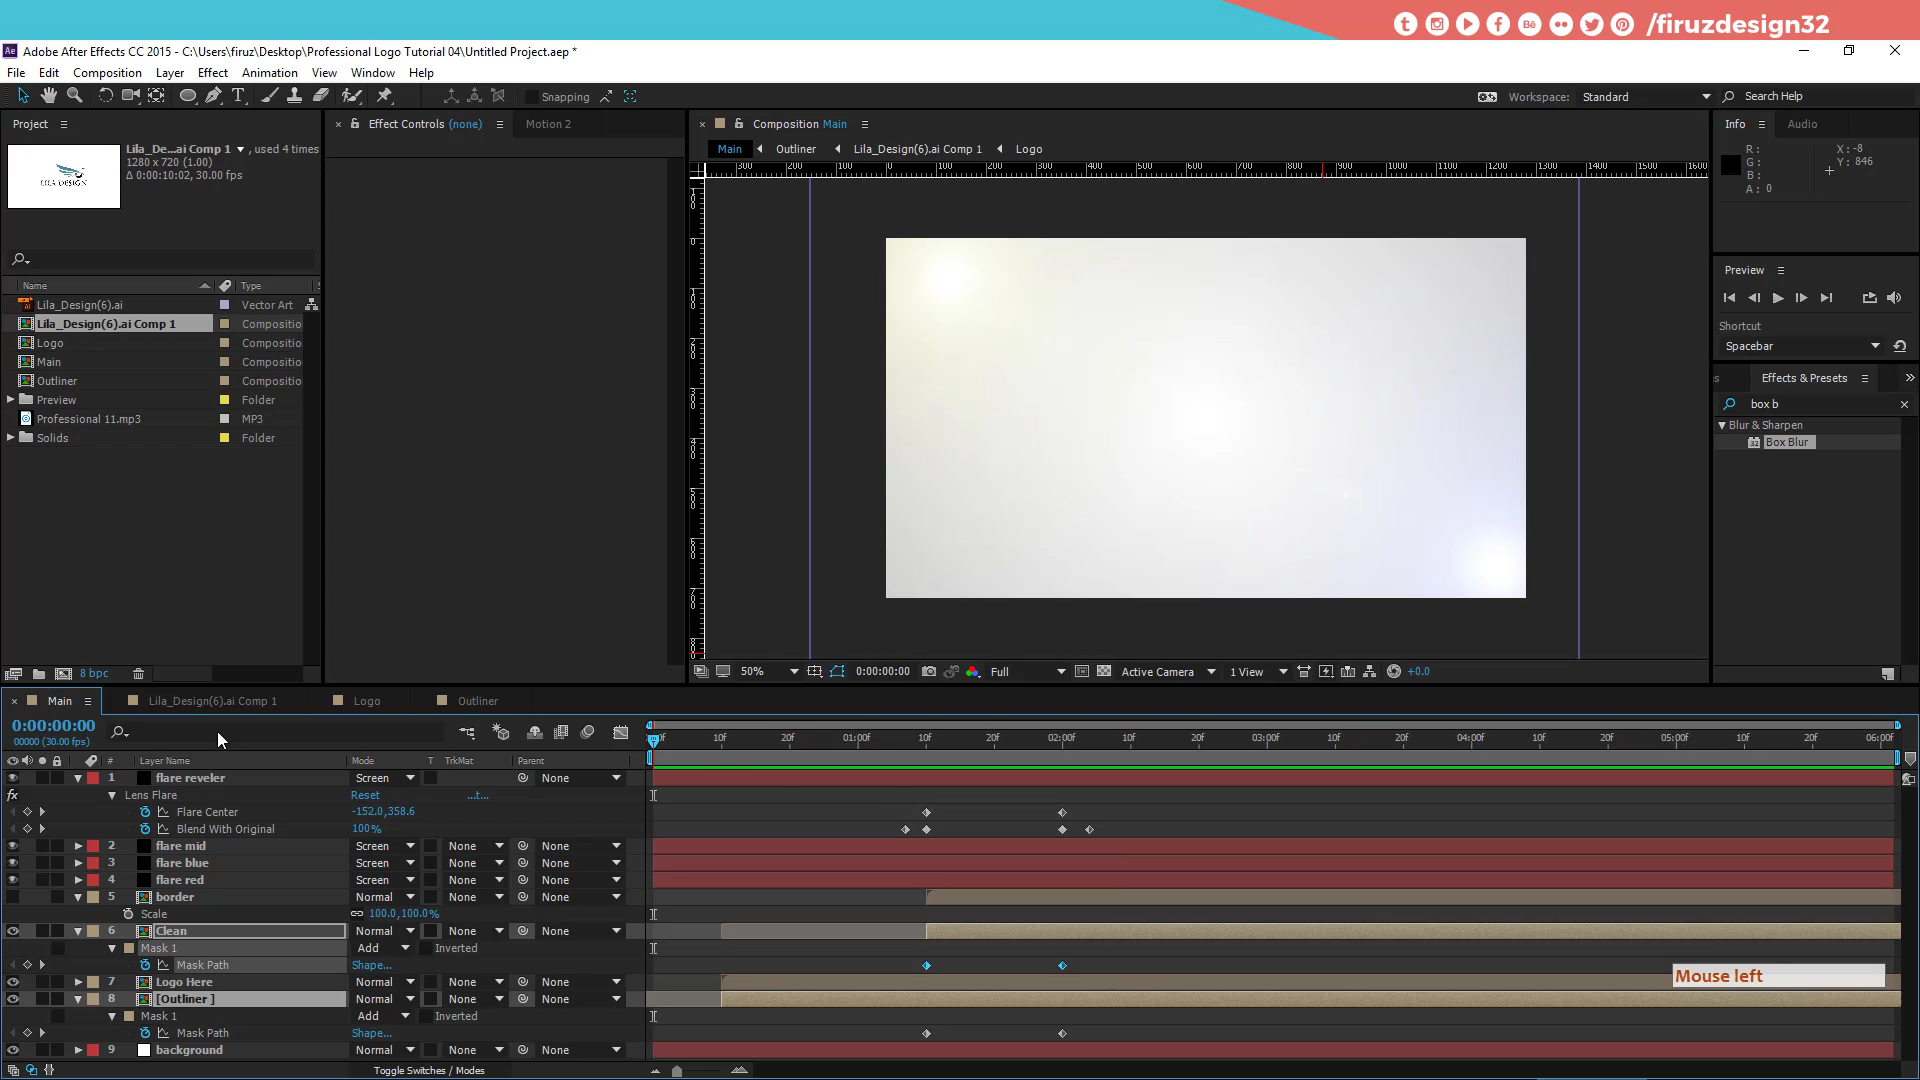 /firuzdesign32
Adobe After Effects CC 2015 - C:\Users\firuz\Desktop\Professional Logo Tutorial 04\Untitled Project.aep *
File Edit Composition Layer Effect Animation View Window Help
Snapping
Workspace: Standard
Search Help
Project
Lila_De...ai Comp 1 , used 4 times
1280 x 720 (1.00)
Δ 0:00:10:02, 30.00 fps
LILA DESIGN
Name Type
Lila_Design(6).ai Vector Art
Lila_Design(6).ai Comp 1 Compositio
Logo Compositio
Main Compositio
Outliner Compositio
Preview Folder
Professional 11.mp3 MP3
Solids Folder
8 bpc
Effect Controls (none) Motion 2
Composition Main
Main Outliner Lila_Design(6).ai Comp 1 Logo
50% 0:00:00:00 Full Active Camera 1 View +0.0
Info Audio
R: X: -8
G: Y: 846
B:
A: 0
Preview
Shortcut
Spacebar
Effects & Presets
box b
Blur & Sharpen
Box Blur
Main Lila_Design(6).ai Comp 1 Logo Outliner
0:00:00:00
00000 (30.00 fps)
10f 20f 01:00f 10f 20f 02:00f 10f 20f 03:00f 10f 20f 04:00f 10f 20f 05:00f 10f 20f 06:00f
# Layer Name Mode T TrkMat Parent
1 flare reveler Screen None
Lens Flare Reset ...t...
Flare Center -152.0,358.6
Blend With Original 100%
2 flare mid Screen None None
3 flare blue Screen None None
4 flare red Screen None None
5 border Normal None None
Scale 100.0,100.0%
6 Clean Normal None None
Mask 1 Add Inverted
Mask Path Shape...
7 Logo Here Normal None None
8 [Outliner ] Normal None None
Mask 1 Add Inverted
Mask Path Shape...
9 background Normal None None
Toggle Switches / Modes
Mouse left